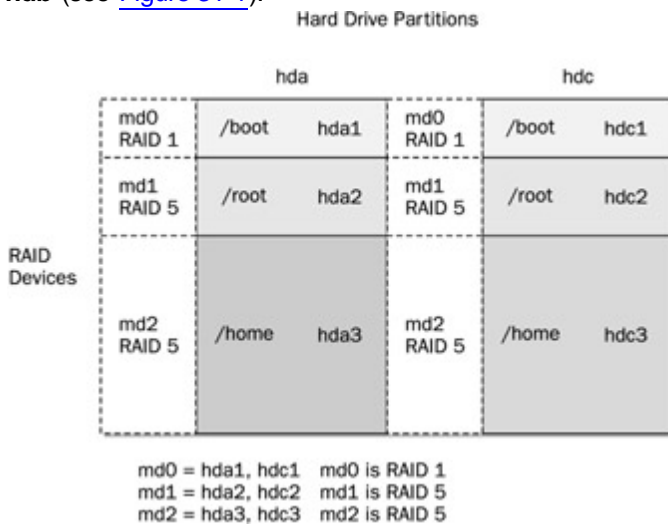 Hard Drive Partitions
hda hdc
md0 RAID 1 /boot hda1 md0 RAID 1 /boot hdc1
md1 RAID 5 /root hda2 md1 RAID 5 /root hdc2
RAID Devices
md2 RAID 5 /home hda3 md2 RAID 5 /home hdc3
md0 = hda1, hdc1 md0 is RAID 1
md1 = hda2, hdc2 md1 is RAID 5
md2 = hda3, hdc3 md2 is RAID 5